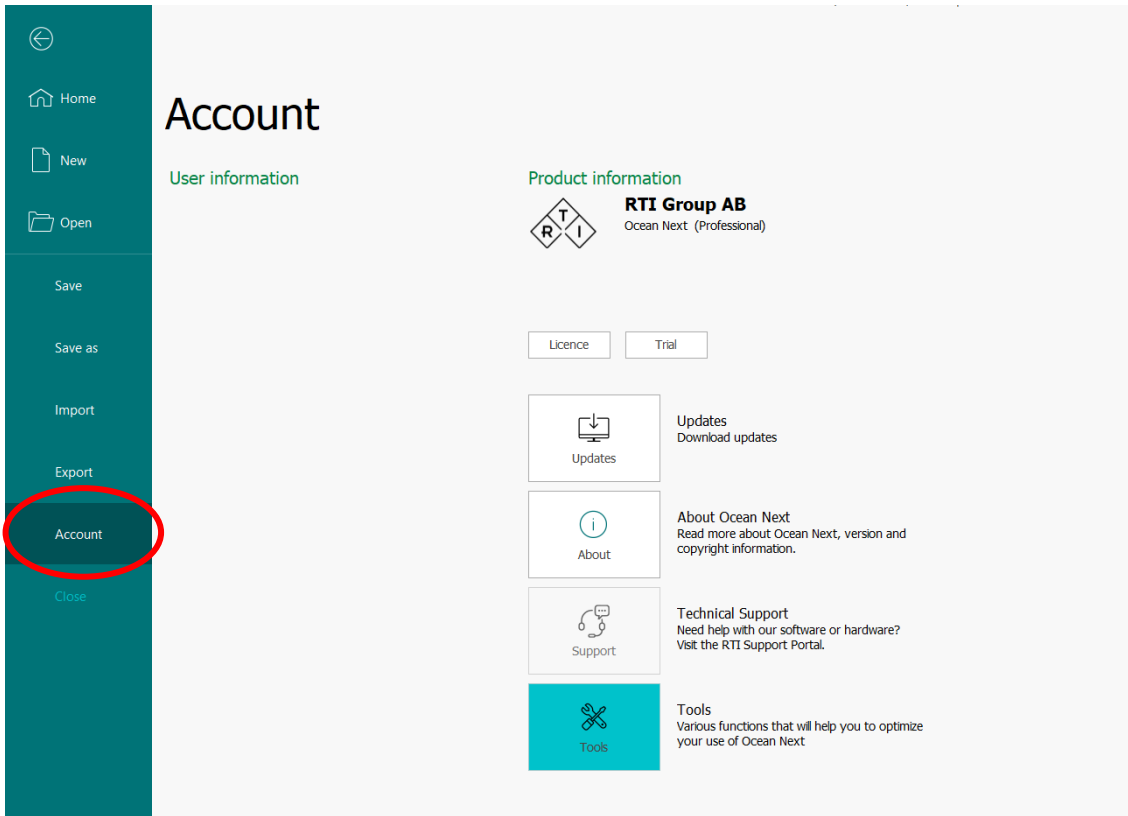 Home
New
Open
Save
Save as
Import
Export
Account
Close
Account
User information
Product information
T
R I
RTI Group AB
Ocean Next (Professional)
Licence
Trial
Updates
Updates
Download updates
About
About Ocean Next
Read more about Ocean Next, version and
copyright information.
Support
Technical Support
Need help with our software or hardware?
Visit the RTI Support Portal.
Tools
Tools
Various functions that will help you to optimize
your use of Ocean Next